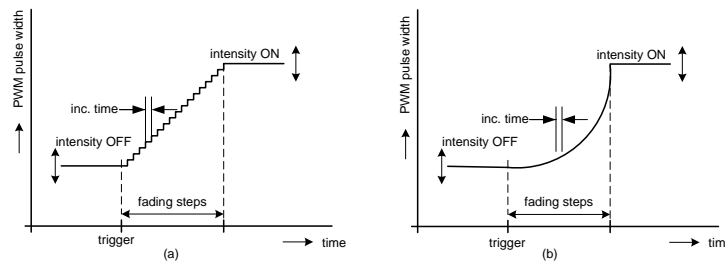 PWM pulse width
intensity ON
inc. time
intensity OFF
fading steps
trigger
time
(a)
PWM pulse width
intensity ON
inc. time
intensity OFF
fading steps
trigger
tim
(b)